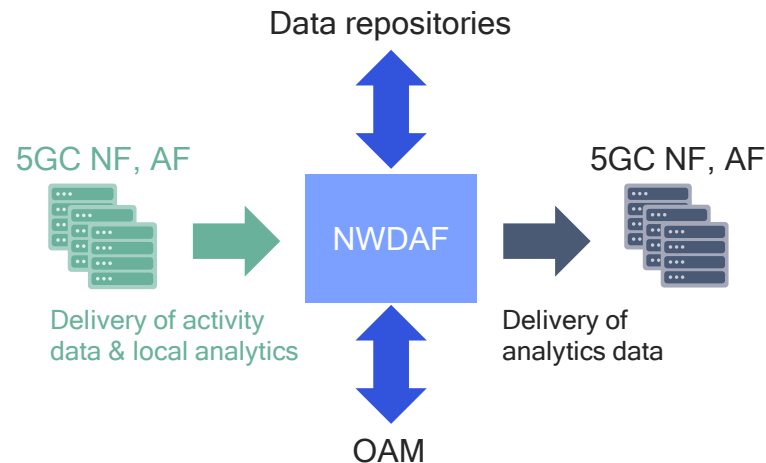 Data repositories
5GC NF, AF
5GC NF, AF
NWDAF
Delivery of activity
data & local analytics
Delivery of
analytics data
OAM